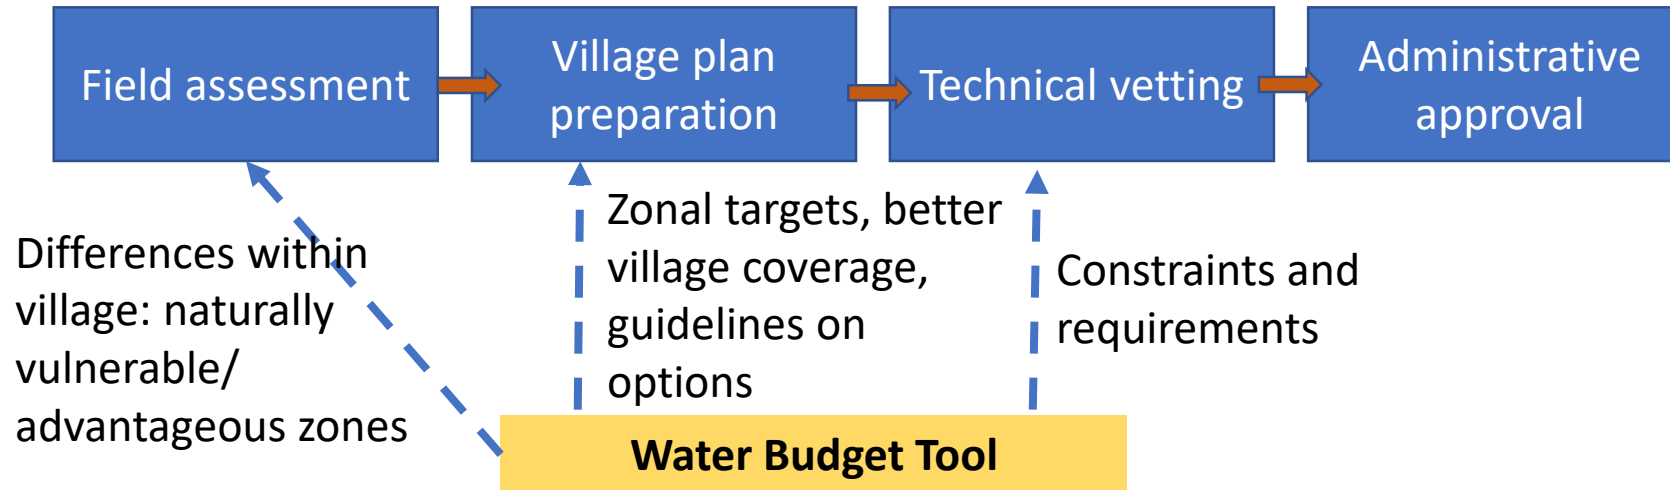 Field assessment
Village plan
preparation
Technical vetting
Administrative
approval
Differences within
village: naturally
vulnerable/
advantageous zones
Zonal targets, better
village coverage,
guidelines on
options
Constraints and
requirements
Water Budget Tool